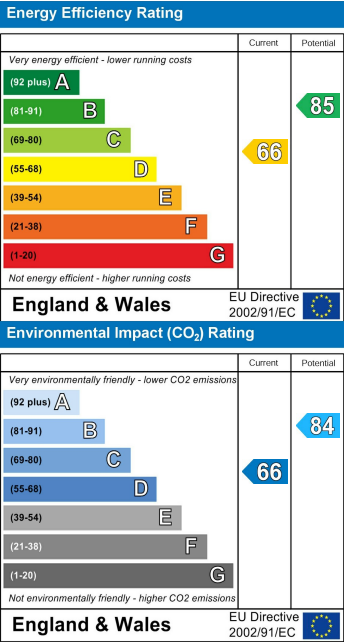 Energy Efficiency Rating
Current Potential
Very energy efficient - lower running costs
(92 plus) A
(81-91) B
85
(69-80) C
66
(55-68) D
(39-54) E
(21-38) F
(1-20) G
Not energy efficient - higher running costs
England & Wales
EU Directive
2002/91/EC
Environmental Impact (CO₂) Rating
Current Potential
Very environmentally friendly - lower CO2 emissions
(92 plus) A
(81-91) B
84
(69-80) C
66
(55-68) D
(39-54) E
(21-38) F
(1-20) G
Not environmentally friendly - higher CO2 emissions
England & Wales
EU Directive
2002/91/EC